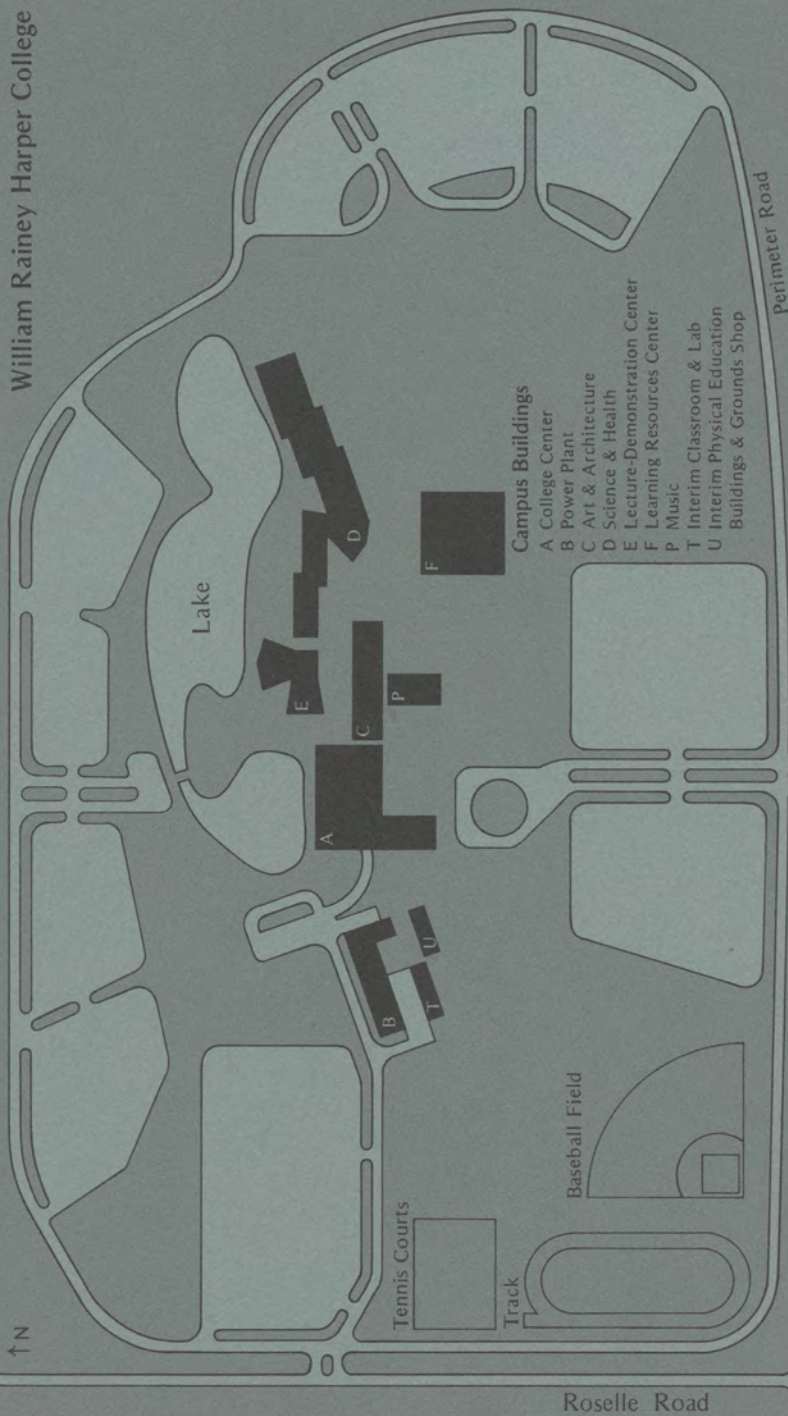 William Rainey Harper College
↑N
Lake
A
B
C
D
E
F
P
T
U
Campus Buildings
A College Center
B Power Plant
C Art & Architecture
D Science & Health
E Lecture-Demonstration Center
F Learning Resources Center
P Music
T Interim Classroom & Lab
U Interim Physical Education
Buildings & Grounds Shop
Tennis Courts
Track
Baseball Field
Perimeter Road
Roselle Road